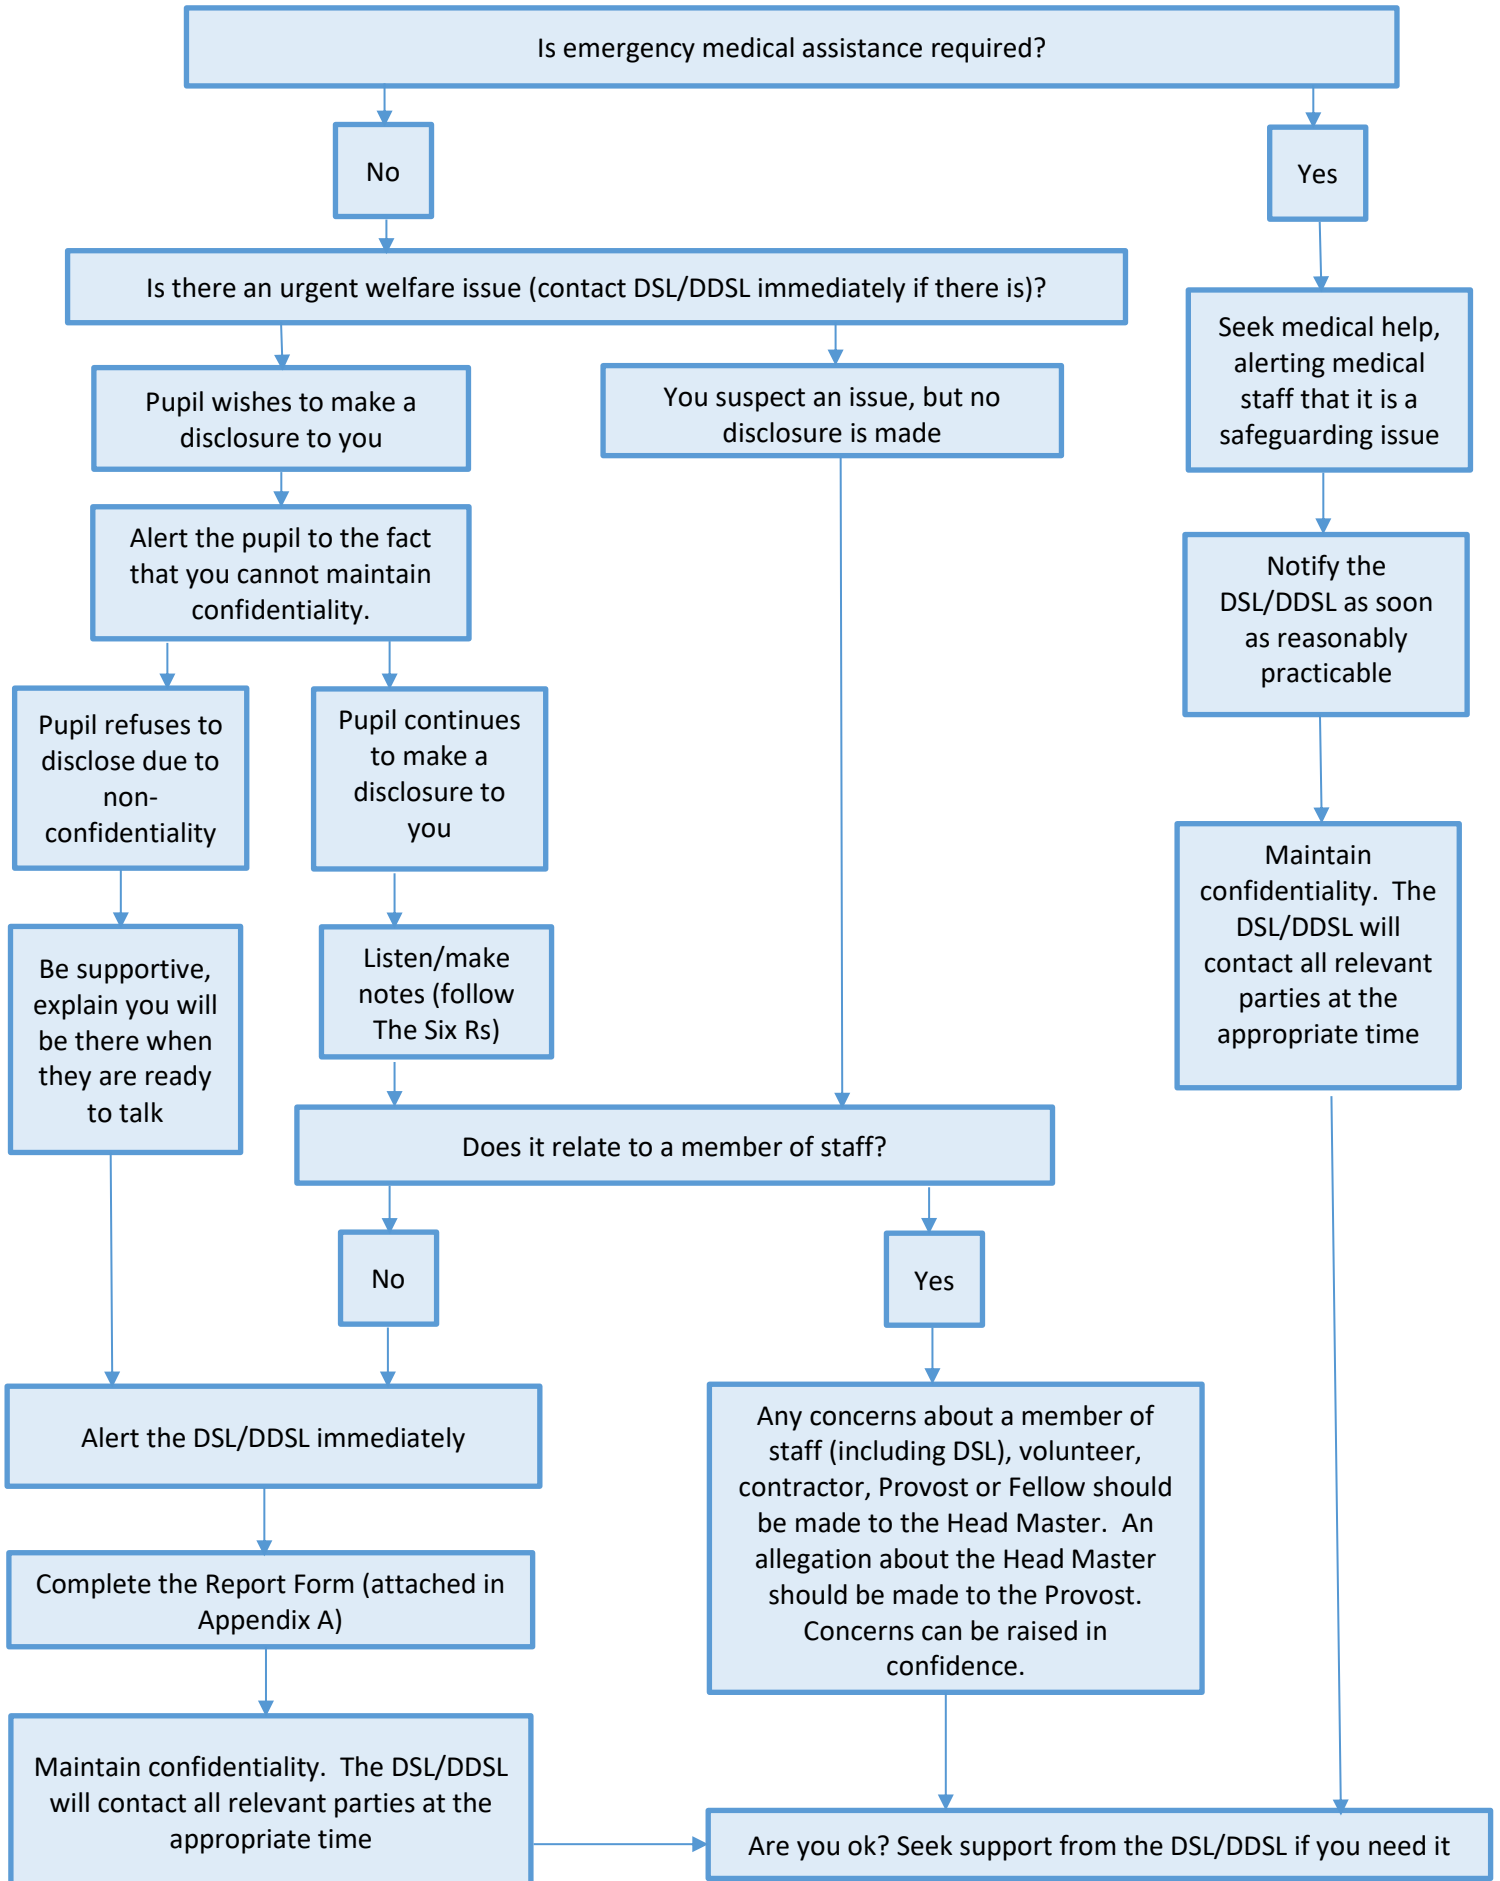 Is emergency medical assistance required?
No
Yes
Is there an urgent welfare issue (contact DSL/DDSL immediately if there is)?
Seek medical help,
alerting medical
staff that it is a
safeguarding issue
Pupil wishes to make a
disclosure to you
You suspect an issue, but no
disclosure is made
Alert the pupil to the fact
that you cannot maintain
confidentiality.
Notify the
DSL/DDSL as soon
as reasonably
practicable
Pupil refuses to
disclose due to
non-
confidentiality
Pupil continues
to make a
disclosure to
you
Maintain
confidentiality.  The
DSL/DDSL will
contact all relevant
parties at the
appropriate time
Be supportive,
explain you will
be there when
they are ready
to talk
Listen/make
notes (follow
The Six Rs)
Does it relate to a member of staff?
No
Yes
Alert the DSL/DDSL immediately
Any concerns about a member of
staff (including DSL), volunteer,
contractor, Provost or Fellow should
be made to the Head Master.  An
allegation about the Head Master
should be made to the Provost.
Concerns can be raised in
confidence.
Complete the Report Form (attached in
Appendix A)
Maintain confidentiality.  The DSL/DDSL
will contact all relevant parties at the
appropriate time
Are you ok? Seek support from the DSL/DDSL if you need it